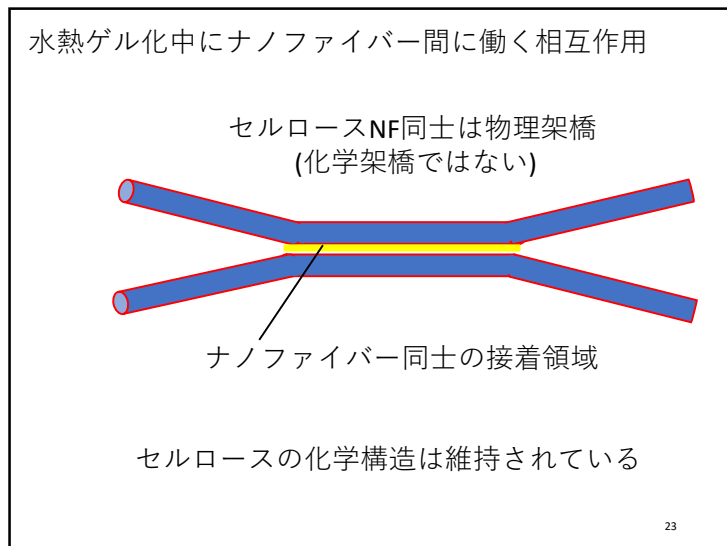 水熱ゲル化中にナノファイバー間に働く相互作用
セルロースNF同士は物理架橋
(化学架橋ではない)
ナノファイバー同士の接着領域
セルロースの化学構造は維持されている
23